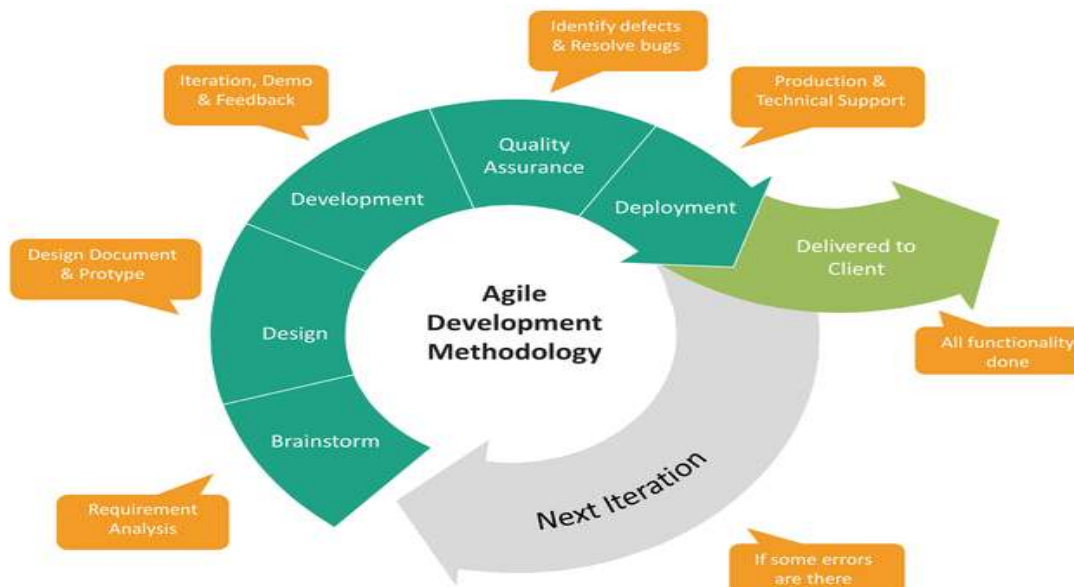 Identify defects
& Resolve bugs
Iteration, Demo
& Feedback
Production &
Technical Support
Quality
Assurance
Development
Deployment
Delivered to
Client
Design Document
& Protype
Agile
Development
Methodology
Design
All functionality
done
Brainstorm
Next Iteration
Requirement
Analysis
If some errors
are there